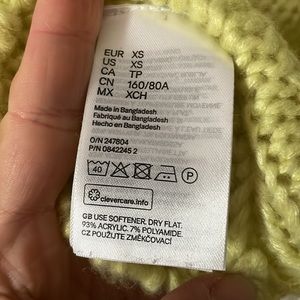 EUR XS
US XS
CA TP
CN 160/80A
MX XCH
Made in Bangladesh
Fabriqué au Bangladesh
Hecho en Bangladesh
O/N 247804
P/N 0842245 2
40
clevercare.info
GB USE SOFTENER. DRY FLAT.
93% ACRYLIC. 7% POLYAMIDE
CZ POUŽIJTE ZMĚKČOVACÍ